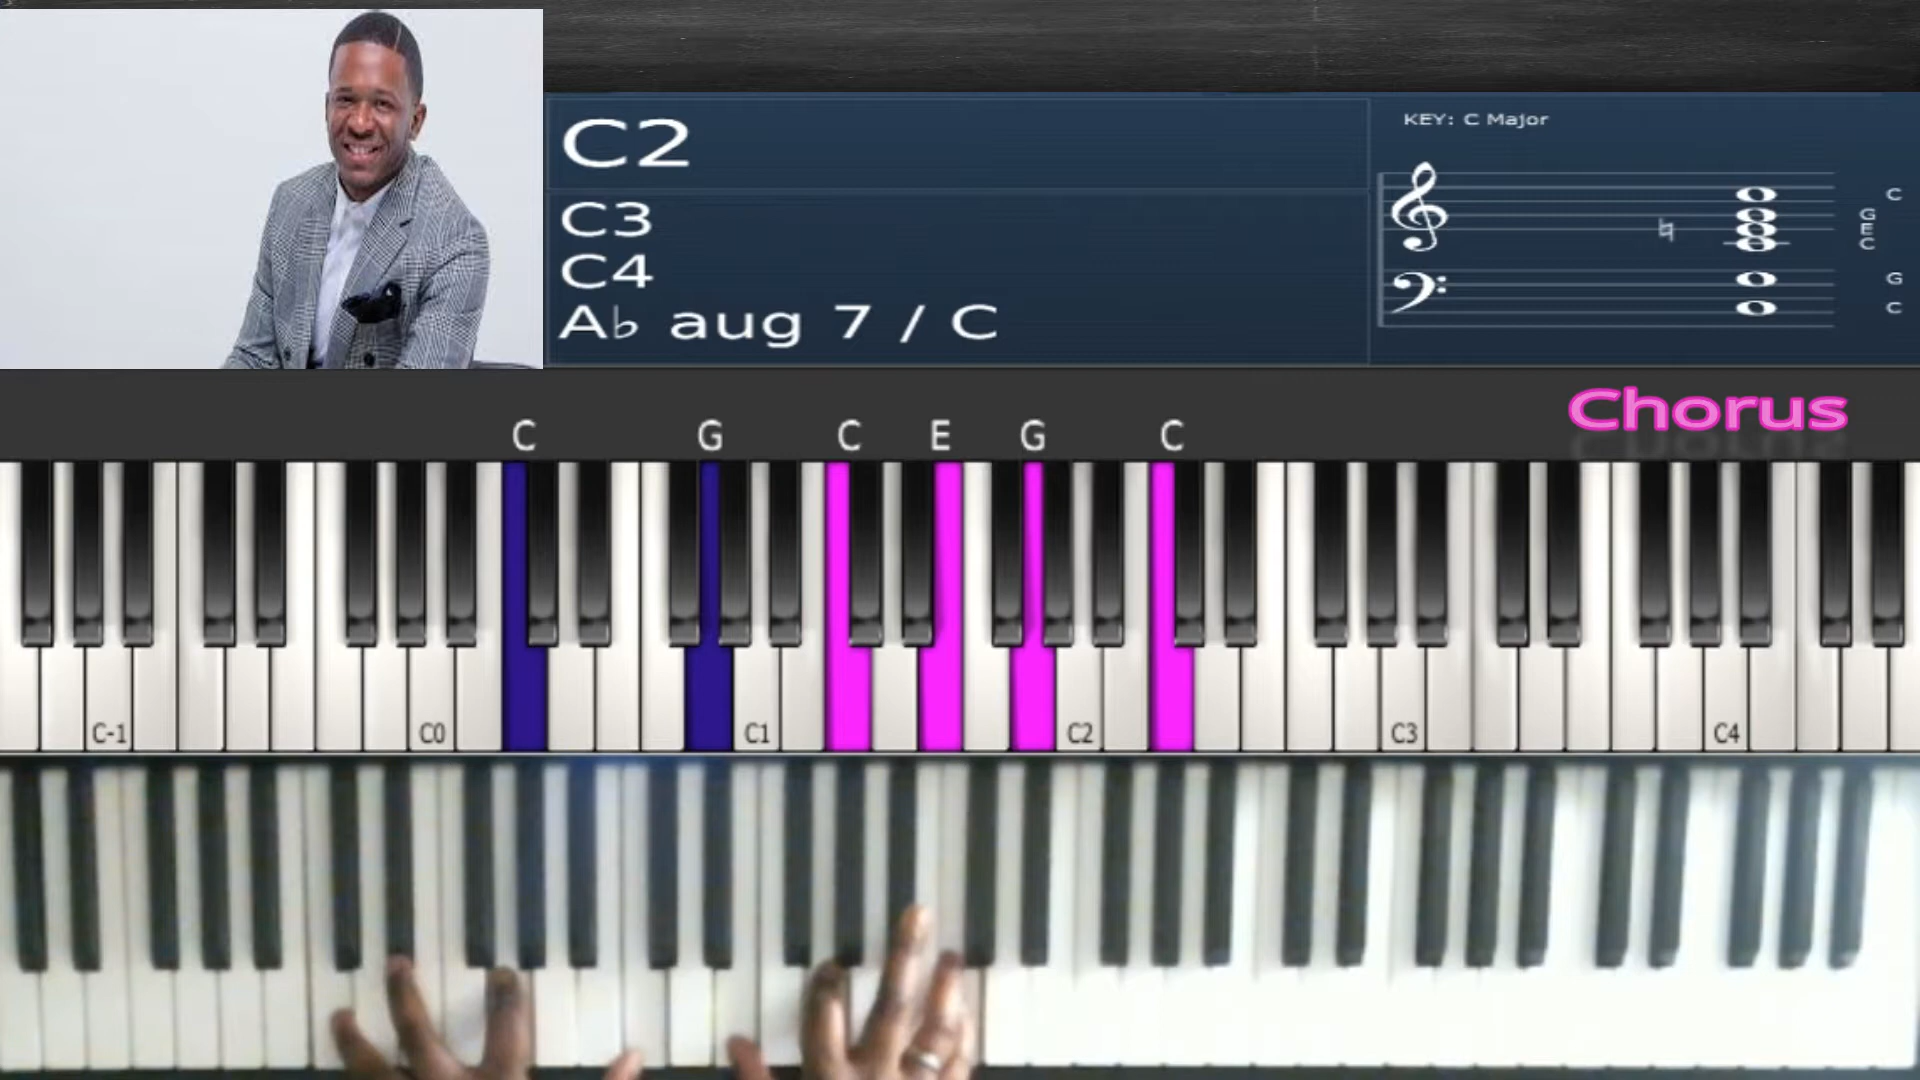 C2
KEY: C Major
C3
C4
A♭ aug 7 / C
C
G
E
C
G
C
Chorus
C G C E G C
C-1 C0 C1 C2 C3 C4